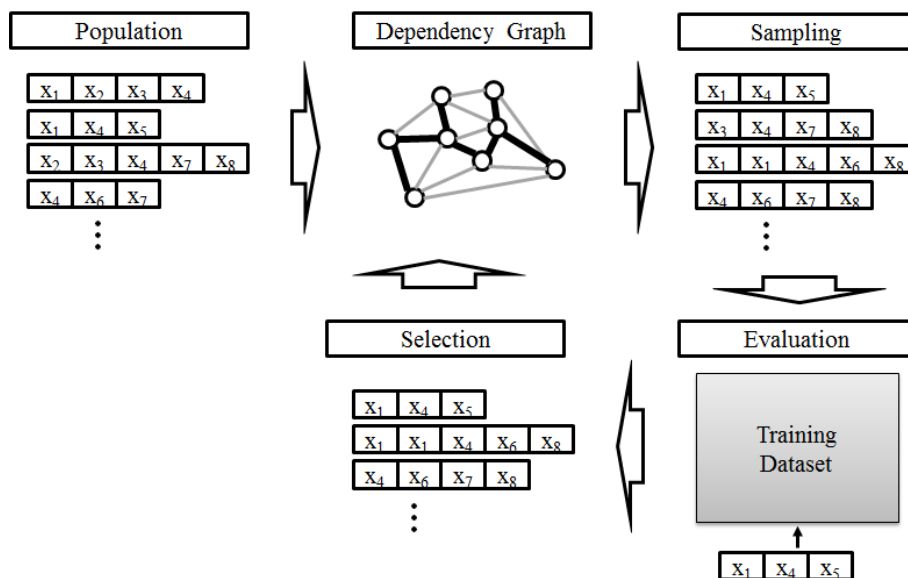 Population
x₁ x₂ x₃ x₄
x₁ x₄ x₅
x₂ x₃ x₄ x₇ x₈
x₄ x₆ x₇
Dependency Graph
Sampling
x₁ x₄ x₅
x₃ x₄ x₇ x₈
x₁ x₁ x₄ x₆ x₈
x₄ x₆ x₇ x₈
Selection
x₁ x₄ x₅
x₁ x₁ x₄ x₆ x₈
x₄ x₆ x₇ x₈
Evaluation
Training
Dataset
x₁ x₄ x₅